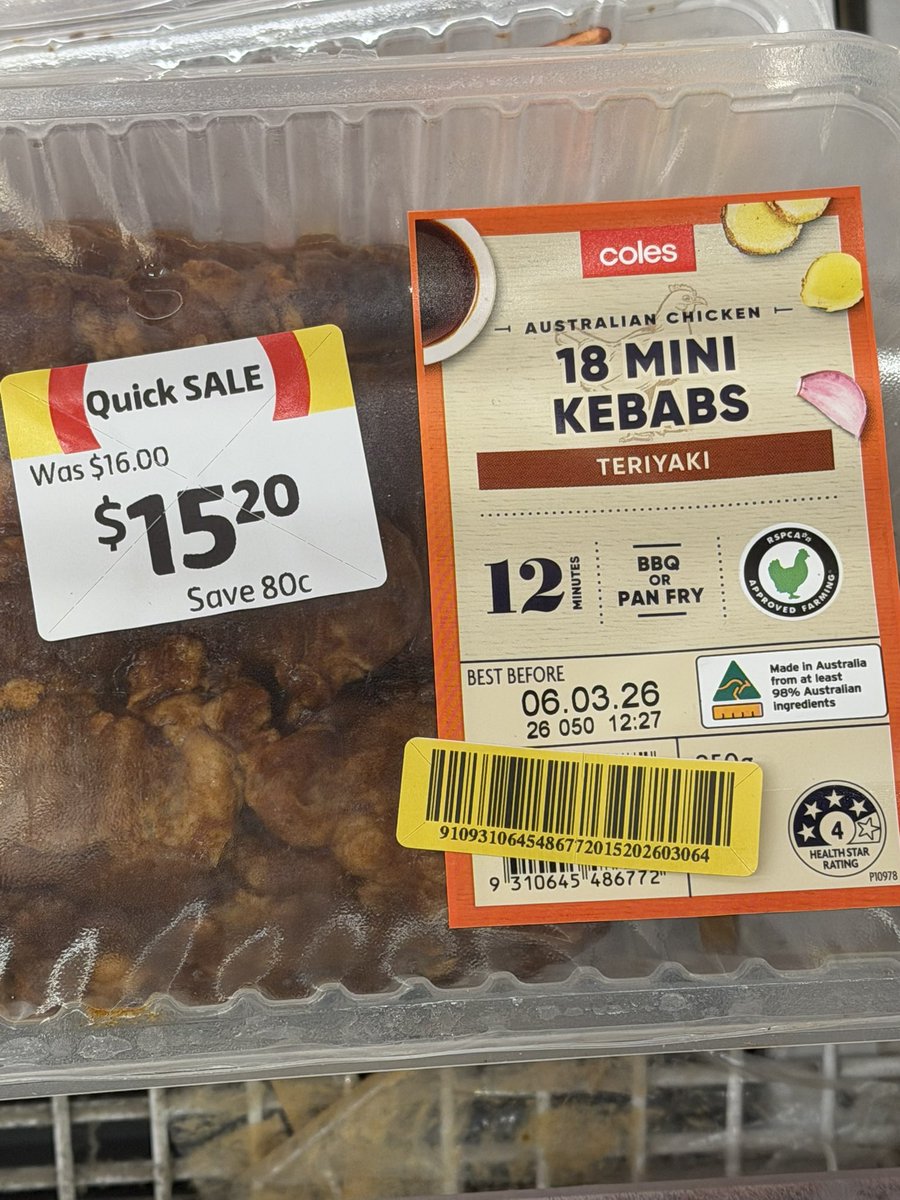 Quick SALE
Was $16.00
$15 20
Save 80c
coles
AUSTRALIAN CHICKEN
18 MINI
KEBABS
TERIYAKI
12 MINUTES
BBQ
OR
PAN FRY
RSPCA
APPROVED FARMING
BEST BEFORE
06.03.26
26 050 12:27
Made in Australia
from at least
98% Australian
ingredients
9109310645486772015202603064
9 310645 486772
4
HEALTH STAR
RATING
P10978